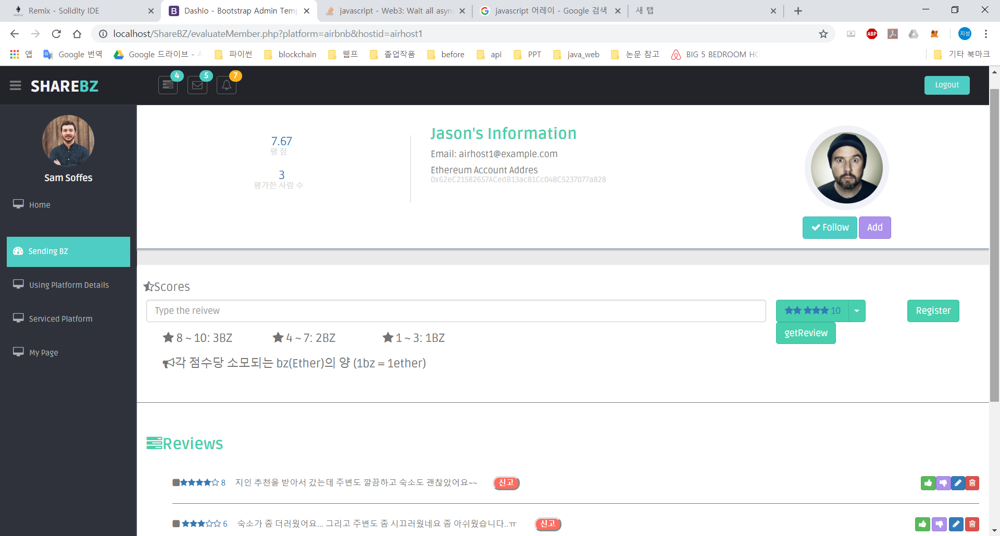 Remix - Solidity IDE
Dashio - Bootstrap Admin Temp
javascript - Web3: Wait all asyn
javascript 어레이 - Google 검색
새 탭
localhost/ShareBZ/evaluateMember.php?platform=airbnb&hostid=airhost1
ABP
지성
앱
Google 번역
Google 드라이브 -
파이썬
blockchain
웹프
졸업작품
before
api
PPT
java_web
논문 참고
BIG 5 BEDROOM HO
기타 북마크
SHAREBZ
4
5
7
Logout
Sam Soffes
Home
Sending BZ
Using Platform Details
Serviced Platform
My Page
7.67
평 점
3
평가한 사람 수
Jason's Information
Email: airhost1@example.com
Ethereum Account Addres
0x62eC21582657ACedB13ac81Cc048C5237077a828
Follow
Add
Scores
Type the reivew
10
Register
getReview
8 ~ 10: 3BZ
4 ~ 7: 2BZ
1 ~ 3: 1BZ
각 점수당 소모되는 bz(Ether)의 양 (1bz = 1ether)
Reviews
8 지인 추천을 받아서 갔는데 주변도 깔끔하고 숙소도 괜찮았어요~~ 신고
6 숙소가 좀 더러웠어요... 그리고 주변도 좀 시끄러웠네요 좀 아쉬웠습니다..ㅠ 신고